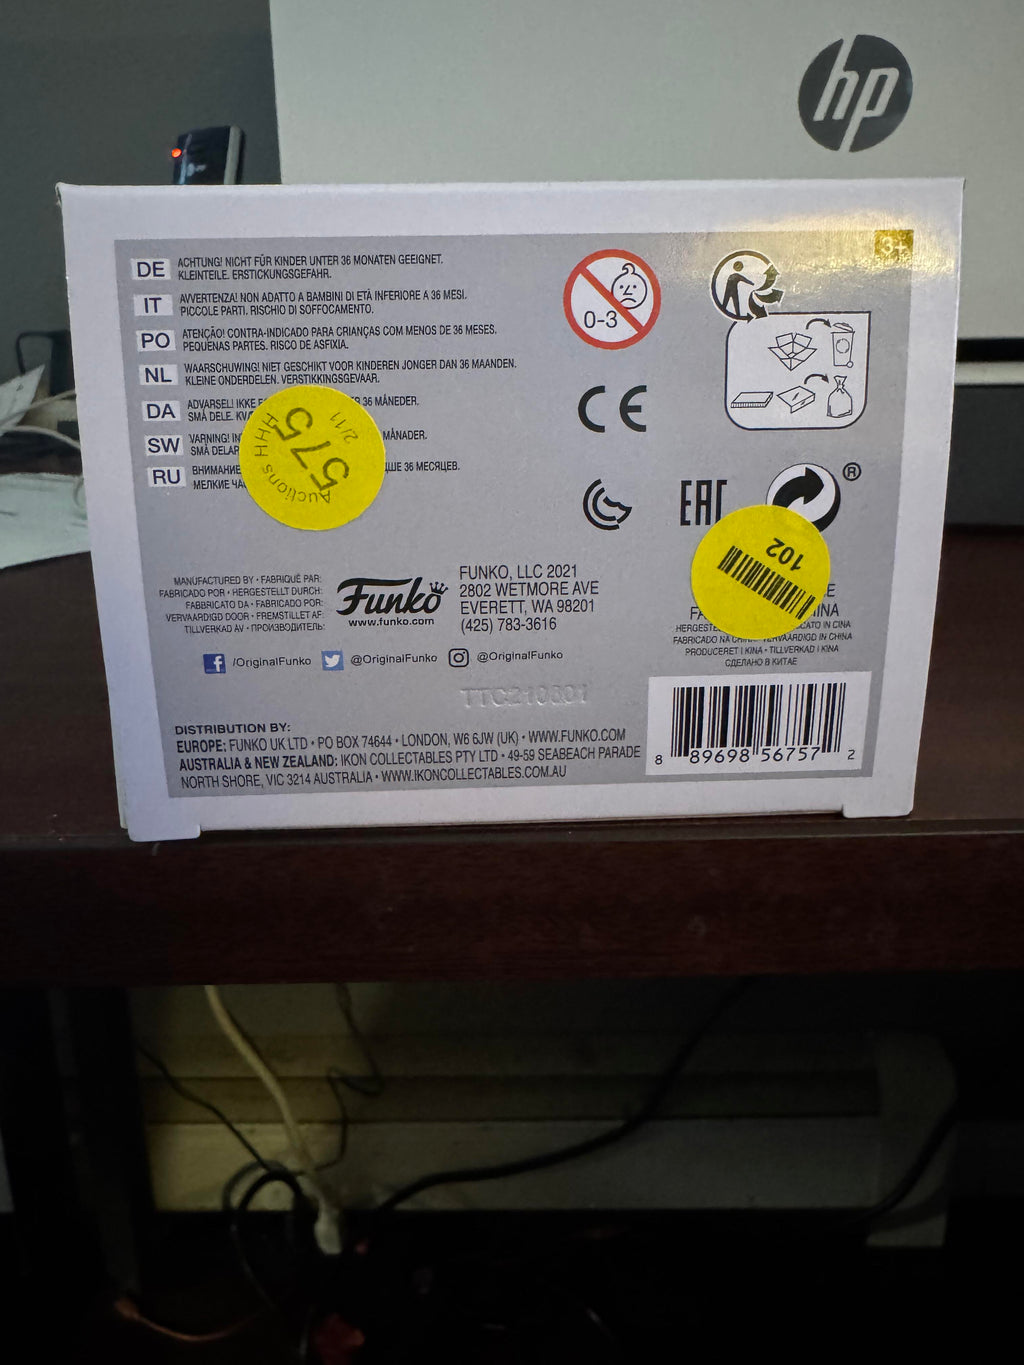 hp
3+
DE ACHTUNG! NICHT FÜR KINDER UNTER 36 MONATEN GEEIGNET.
KLEINTEILE. ERSTICKUNGSGEFAHR.
IT AVVERTENZA! NON ADATTO A BAMBINI DI ETÀ INFERIORE A 36 MESI.
PICCOLE PARTI. RISCHIO DI SOFFOCAMENTO.
PO ATENÇÃO! CONTRA-INDICADO PARA CRIANÇAS COM MENOS DE 36 MESES.
PEQUENAS PARTES. RISCO DE ASFIXIA.
NL WAARSCHUWING! NIET GESCHIKT VOOR KINDEREN JONGER DAN 36 MAANDEN.
KLEINE ONDERDELEN. VERSTIKKINGSGEVAAR.
DA ADVARSEL! IKKE 36 MÅNEDER.
SMÅ DELE.
SW VARNING! MÅNADER.
SMÅ
RU ВНИМАНИЕ 36 МЕСЯЦЕВ.
МЕЛКИЕ
HHH Auctions
575
2/11
0-3
CE
EAC
®
102
MANUFACTURED BY • FABRIQUÉ PAR:
FABRICADO POR • HERGESTELLT DURCH:
FABBRICATO DA • FABRICADO POR:
VERVAARDIGD DOOR • FREMSTILLET AF:
TILLVERKAD AV • ПРОИЗВОДИТЕЛЬ:
Funko
www.funko.com
FUNKO, LLC 2021
2802 WETMORE AVE
EVERETT, WA 98201
(425) 783-3616
FABRICADO NA VERVAARDIGD IN CHINA
PRODUCERET I KINA • TILLVERKAD I KINA
СДЕЛАНО В КИТАЕ
/OriginalFunko @OriginalFunko @OriginalFunko
DISTRIBUTION BY:
EUROPE: FUNKO UK LTD • PO BOX 74644 • LONDON, W6 6JW (UK) • WWW.FUNKO.COM
AUSTRALIA & NEW ZEALAND: IKON COLLECTABLES PTY LTD • 49-59 SEABEACH PARADE
NORTH SHORE, VIC 3214 AUSTRALIA • WWW.IKONCOLLECTABLES.COM.AU
8 89698 56757 2